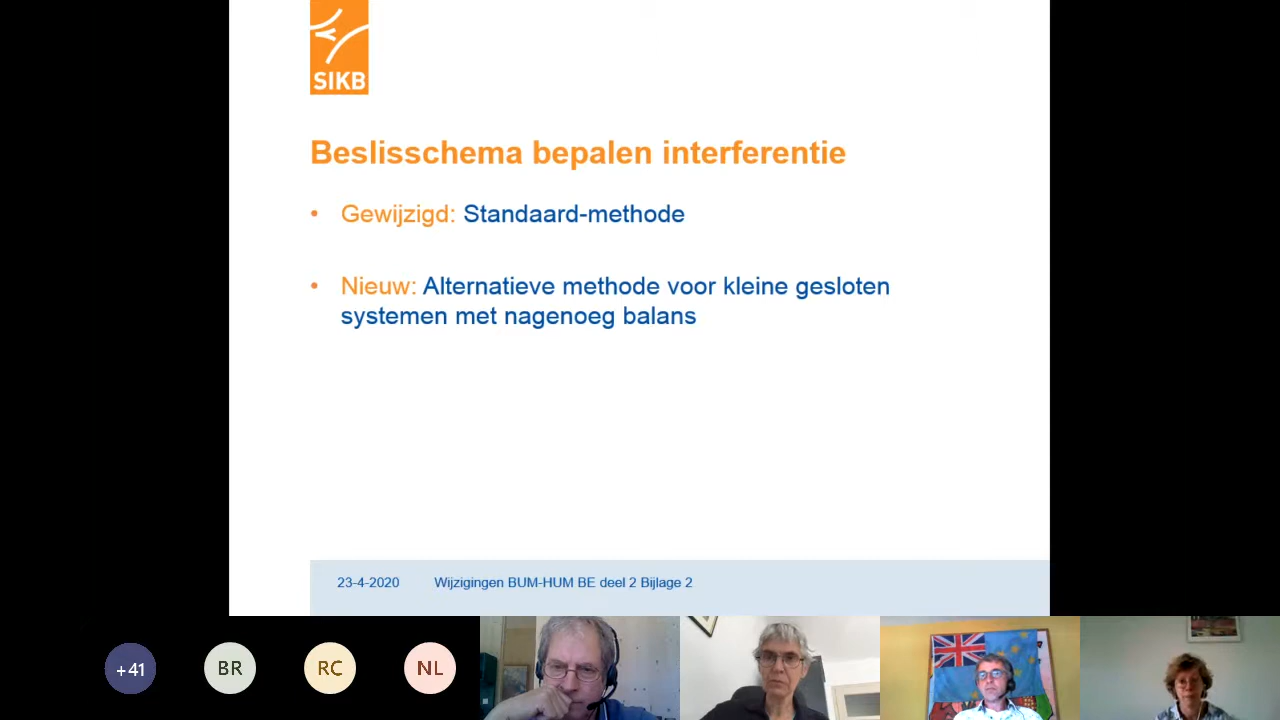 SIKB
Beslisschema bepalen interferentie
• Gewijzigd: Standaard-methode
• Nieuw: Alternatieve methode voor kleine gesloten
systemen met nagenoeg balans
23-4-2020 Wijzigingen BUM-HUM BE deel 2 Bijlage 2
+41 BR RC NL